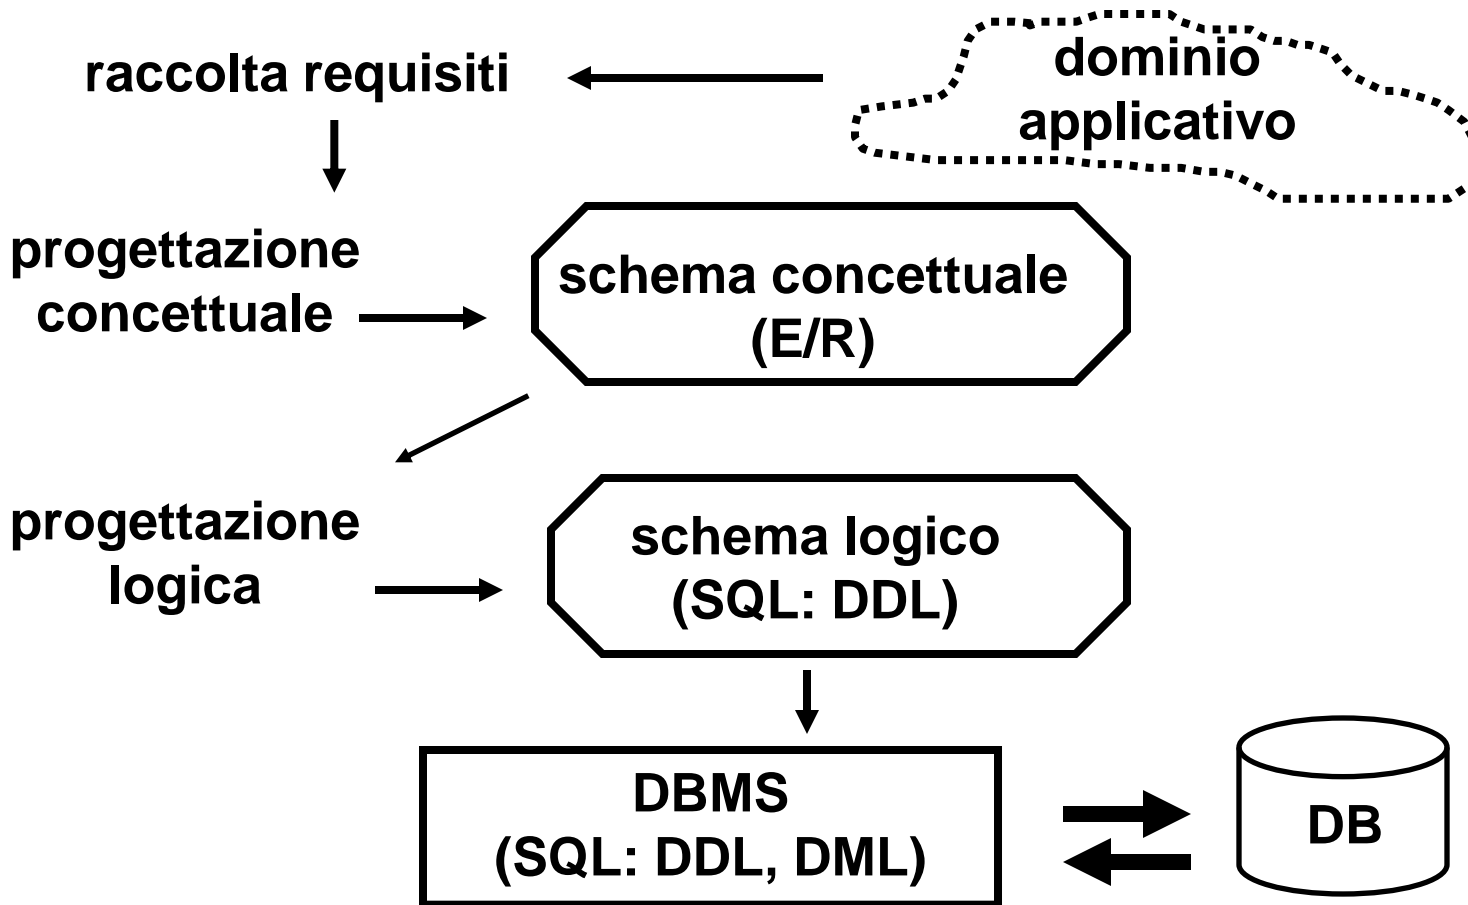 raccolta requisiti
dominio
applicativo
progettazione
concettuale
schema concettuale
(E/R)
progettazione
logica
schema logico
(SQL: DDL)
DBMS
(SQL: DDL, DML)
DB